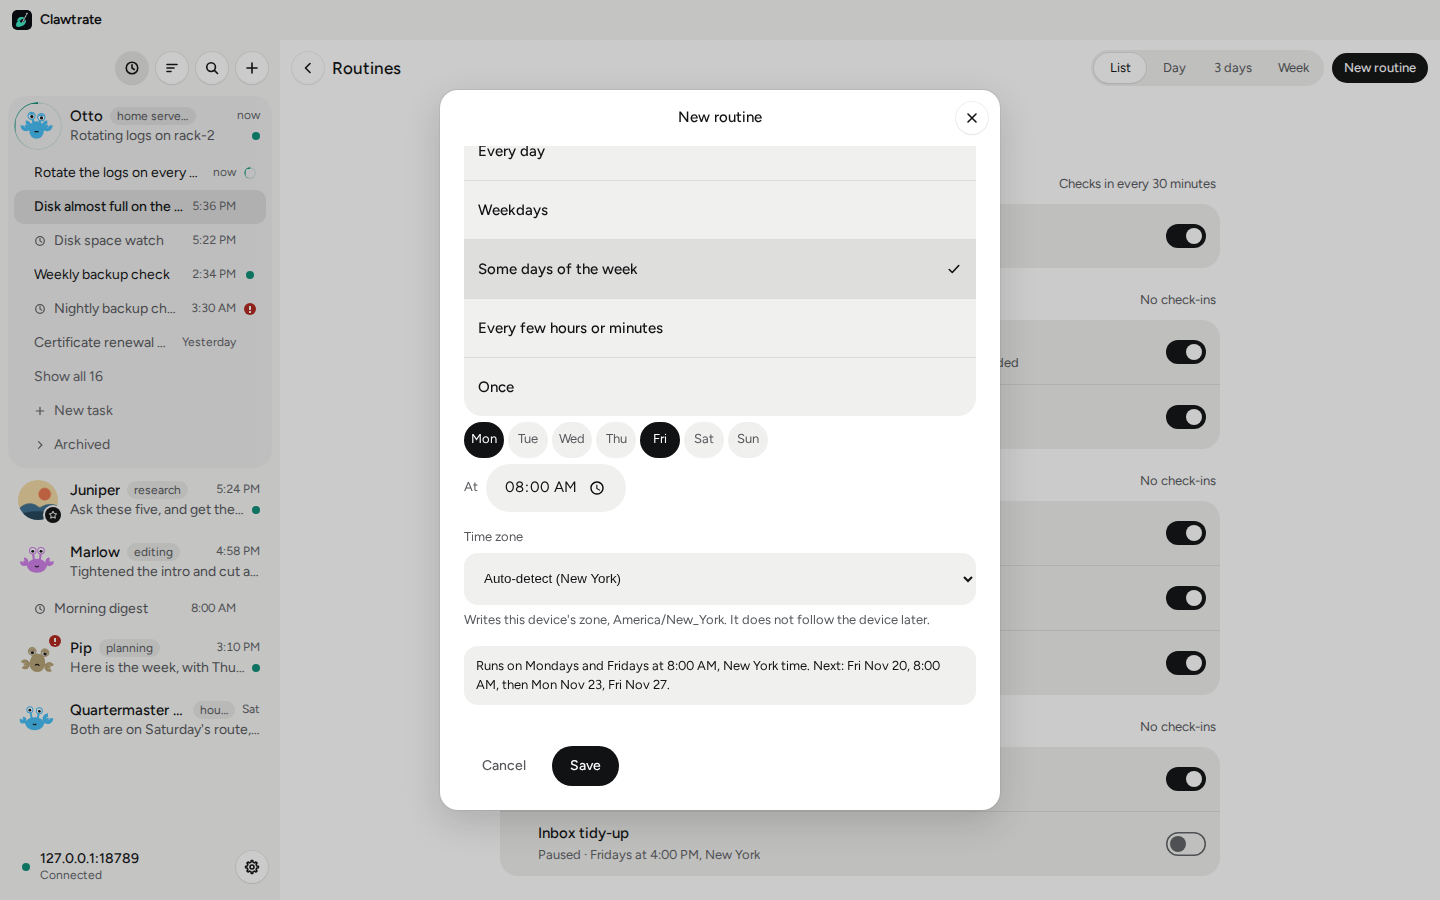 Clawtrate
Routines
List
Day
3 days
Week
New routine
Otto
home serve...
now
Rotating logs on rack-2
Rotate the logs on every ...
now
Disk almost full on the ...
5:36 PM
Disk space watch
5:22 PM
Weekly backup check
2:34 PM
Nightly backup ch...
3:30 AM
Certificate renewal ...
Yesterday
Show all 16
New task
Archived
Juniper
research
5:24 PM
Ask these five, and get the...
Marlow
editing
4:58 PM
Tightened the intro and cut a...
Morning digest
8:00 AM
Pip
planning
3:10 PM
Here is the week, with Thu...
Quartermaster ...
hou...
Sat
Both are on Saturday's route,...
127.0.0.1:18789
Connected
New routine
Every day
Weekdays
Some days of the week
Every few hours or minutes
Once
Mon
Tue
Wed
Thu
Fri
Sat
Sun
At
08:00 AM
Time zone
Auto-detect (New York)
Writes this device's zone, America/New_York. It does not follow the device later.
Runs on Mondays and Fridays at 8:00 AM, New York time. Next: Fri Nov 20, 8:00
AM, then Mon Nov 23, Fri Nov 27.
Cancel
Save
Checks in every 30 minutes
No check-ins
No check-ins
No check-ins
Inbox tidy-up
Paused · Fridays at 4:00 PM, New York